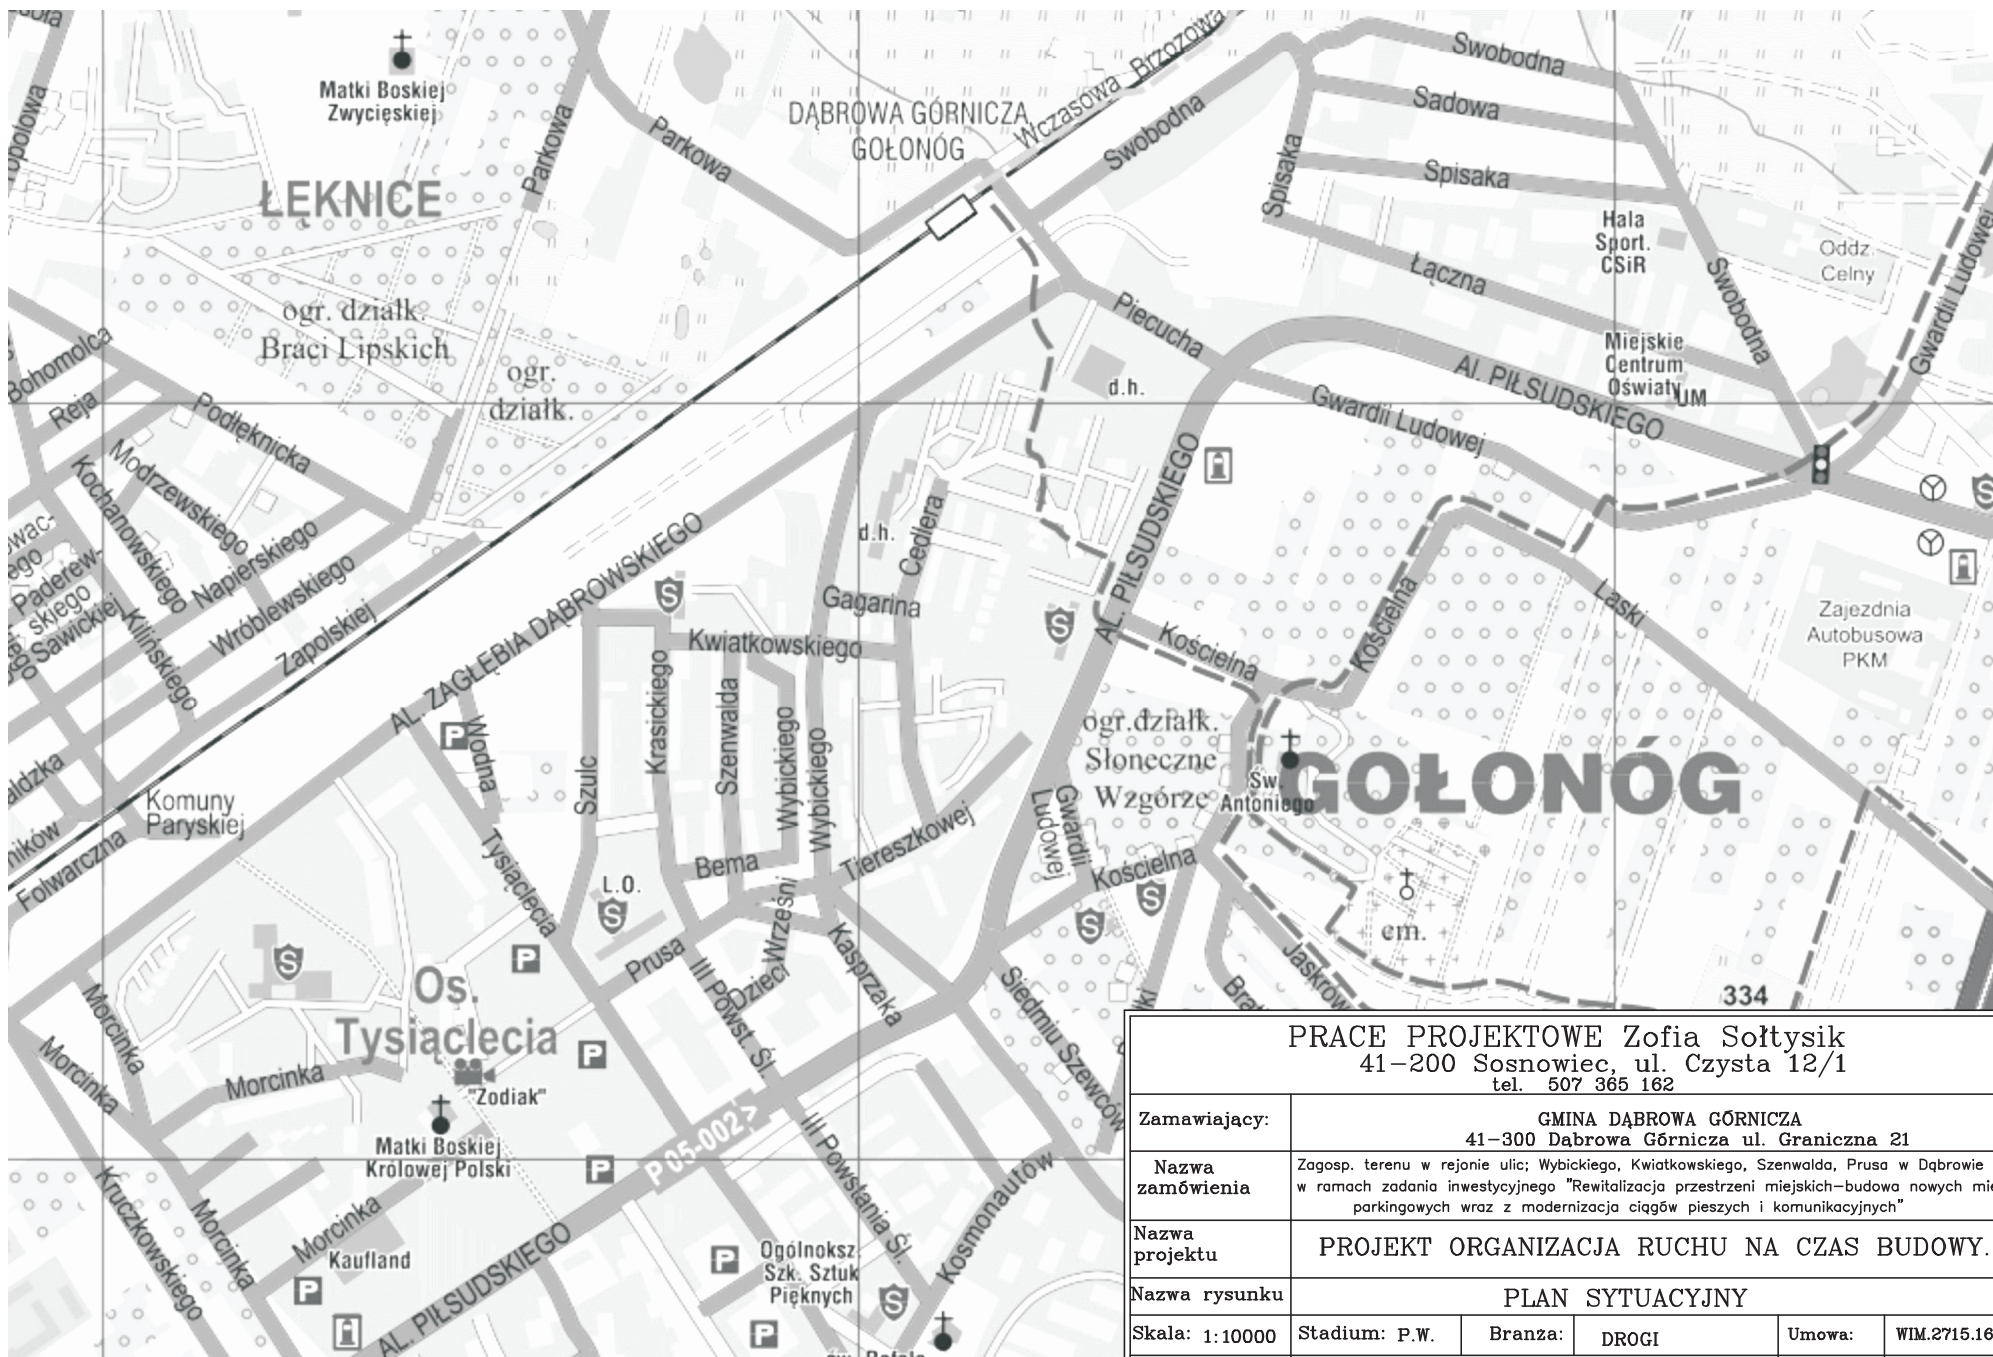 Swobodna
Brzozowa
Matki Boskiej
Zwycięskiej
Sadowa
Wczasowa
DĄBROWA GÓRNICZA
GOŁONÓG
Swobodna
Parkowa
Parkowa
Spisaka
Spisaka
ŁEKNICE
Hala
Sport.
CSiR
Oddz.
Celny
Łączna
Swobodna
Gwardii Ludowej
ogr. działk.
Braci Lipskich
Piecucha
Miejskie
Centrum
Oświaty
UM
Bohomolca
Reja
ogr.
działk.
d.h.
Al. PIŁSUDSKIEGO
Gwardii Ludowej
Podłęknicka
Modrzewskiego
Kochanowskiego
Napierskiego
Wróblewskiego
Zapolskiej
Kilińskiego
Paderew-
skiego
Sawickiej
AL. PIŁSUDSKIEGO
d.h.
Cedlera
Gagarina
Kwiatkowskiego
AL. ZAGŁĘBIA DĄBROWSKIEGO
S
S
S
Kościelna
Kościelna
Laski
Zajezdnia
Autobusowa
PKM
P
Wodna
Szulc
Krasickiego
Szenwalda
Wybickiego
Wybickiego
ogr.działk.
Słoneczne
Wzgórze
Św.
Antoniego
GOŁONÓG
Gwardii
Ludowej
Komuny
Paryskiej
Folwarczna
Tysiąclecia
Bema
Tiereszkowej
Kościelna
L.O.
S
S
S
cm.
Prusa
Dzieci Wrześni
Kasprzaka
III Powst. Śl.
Siedmiu Szewców
Jaskrow
Brat
334
S
P
Os.
Tysiąclecia
Morcinka
Morcinka
Morcinka
"Zodiak"
P
P
Matki Boskiej
Królowej Polski
P 05-002>
III Powstania Śl.
Kosmonautów
Kruczkowskiego
Morcinka
Morcinka
Kaufland
P
AL. PIŁSUDSKIEGO
P
P
Ogólnoksz.
Szk. Sztuk
Pięknych
S
PRACE PROJEKTOWE Zofia Sołtysik
41-200 Sosnowiec, ul. Czysta 12/1
tel. 507 365 162
Zamawiający:
GMINA DĄBROWA GÓRNICZA
41-300 Dąbrowa Górnicza ul. Graniczna 21
Nazwa
zamówienia
Zagosp. terenu w rejonie ulic; Wybickiego, Kwiatkowskiego, Szenwalda, Prusa w Dąbrowie
w ramach zadania inwestycyjnego "Rewitalizacja przestrzeni miejskich-budowa nowych mie
parkingowych wraz z modernizacja ciągów pieszych i komunikacyjnych"
Nazwa
projektu
PROJEKT ORGANIZACJA RUCHU NA CZAS BUDOWY.
Nazwa rysunku
PLAN SYTUACYJNY
Skala: 1:10000
Stadium: P.W.
Branża:
DROGI
Umowa:
WIM.2715.16